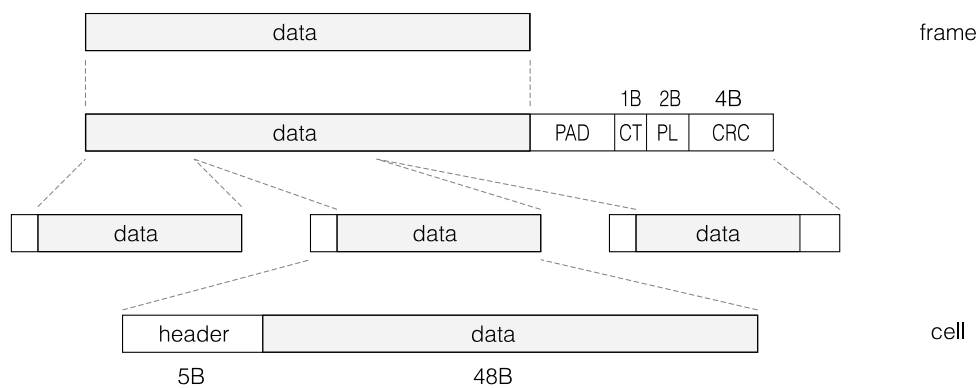 data frame
1B 2B 4B
data PAD CT PL CRC
data data data
header data cell
5B 48B